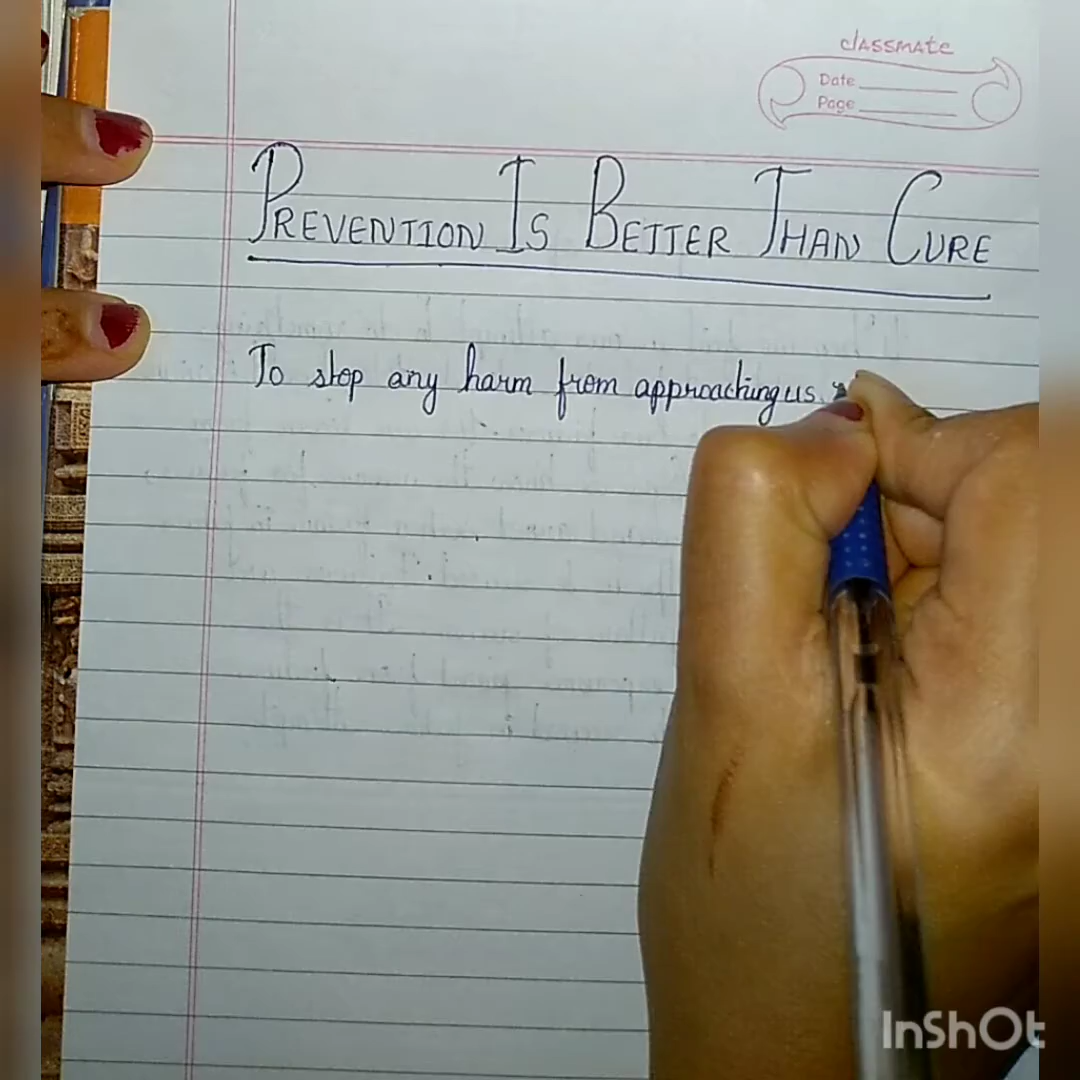 classmate
Date
Page
PREVENTION IS BETTER THAN CURE
To stop any harm from approaching us
InShOt